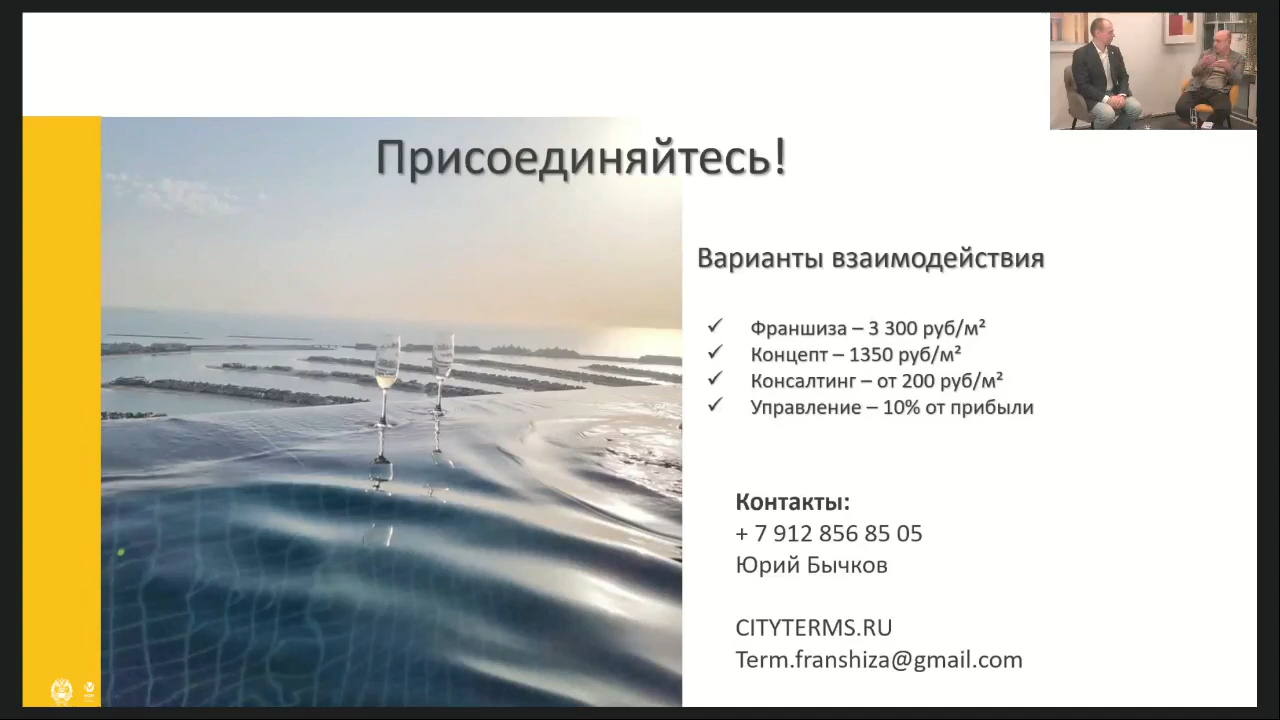 Присоединяйтесь!
Варианты взаимодействия
✓ Франшиза – 3 300 руб/м²
✓ Концепт – 1350 руб/м²
✓ Консалтинг – от 200 руб/м²
✓ Управление – 10% от прибыли
Контакты:
+ 7 912 856 85 05
Юрий Бычков
CITYTERMS.RU
Term.franshiza@gmail.com